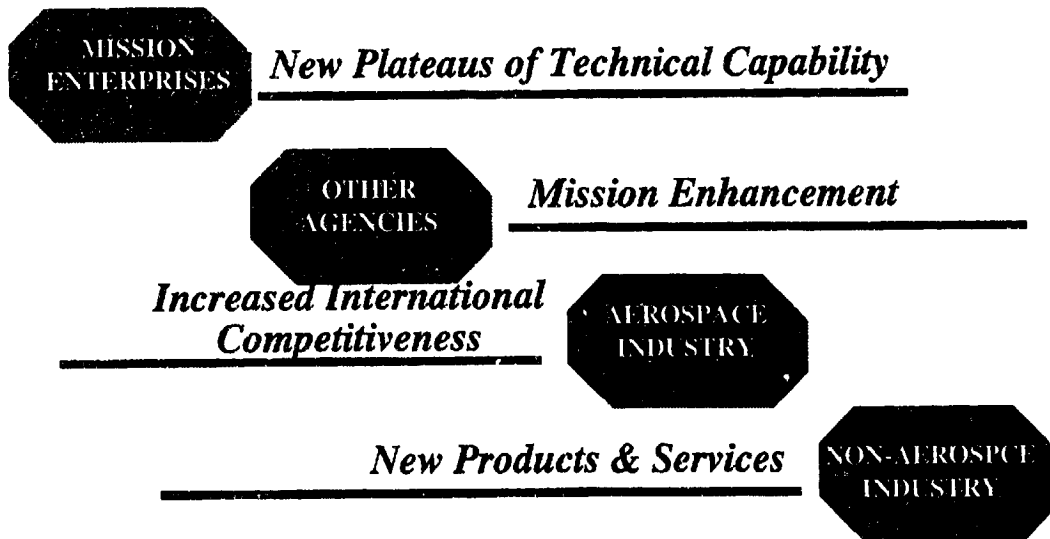 MISSION
ENTERPRISES
New Plateaus of Technical Capability
OTHER
AGENCIES
Mission Enhancement
Increased International
Competitiveness
AEROSPACE
INDUSTRY
New Products & Services
NON-AEROSPCE
INDUSTRY